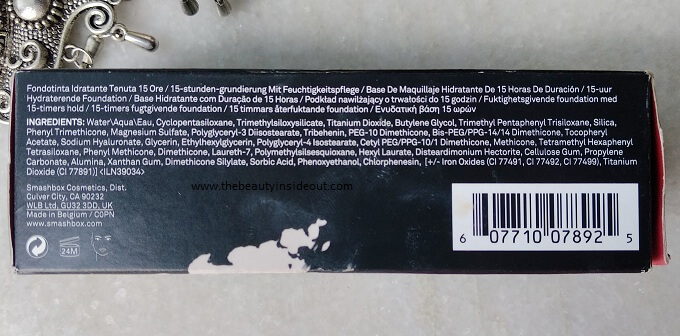 Fondotinta Idratante Tenuta 15 Ore / 15-stunden-grundierung Mit Feuchtigkeitspflege / Base De Maquillaje Hidratante De 15 Horas De Duración / 15-uur
Hydraterende Foundation / Base Hidratante com Duração de 15 Horas / Podkład nawilżający o trwałości do 15 godzin / Fuktighetsgivende foundation med
15-timers hold / 15-timers fugtgivende foundation / 15 timmars återfuktande foundation / Ενυδατική βάση 15 ωρών
INGREDIENTS: Water\Aqua\Eau, Cyclopentasiloxane, Trimethylsiloxysilicate, Titanium Dioxide, Butylene Glycol, Trimethyl Pentaphenyl Trisiloxane, Silica,
Phenyl Trimethicone, Magnesium Sulfate, Polyglyceryl-3 Diisostearate, Tribehenin, PEG-10 Dimethicone, Bis-PEG/PPG-14/14 Dimethicone, Tocopheryl
Acetate, Sodium Hyaluronate, Glycerin, Ethylhexylglycerin, Polyglyceryl-4 Isostearate, Cetyl PEG/PPG-10/1 Dimethicone, Methicone, Tetramethyl Hexaphenyl
Tetrasiloxane, Phenyl Methicone, Dimethicone, Laureth-7, Polymethylsilsesquioxane, Hexyl Laurate, Disteardimonium Hectorite, Cellulose Gum, Propylene
Carbonate, Alumina, Xanthan Gum, Dimethicone Silylate, Sorbic Acid, Phenoxyethanol, Chlorphenesin, [+/- Iron Oxides (CI 77491, CI 77492, CI 77499), Titanium
Dioxide (CI 77891)] <ILN39034>
www.thebeautyinsideout.com
Smashbox Cosmetics, Dist.
Culver City, CA 90232
WLB Ltd, GU32 3DD, UK
Made in Belgium / C0PN
www.smashbox.com
24M
6 07710 07892 5